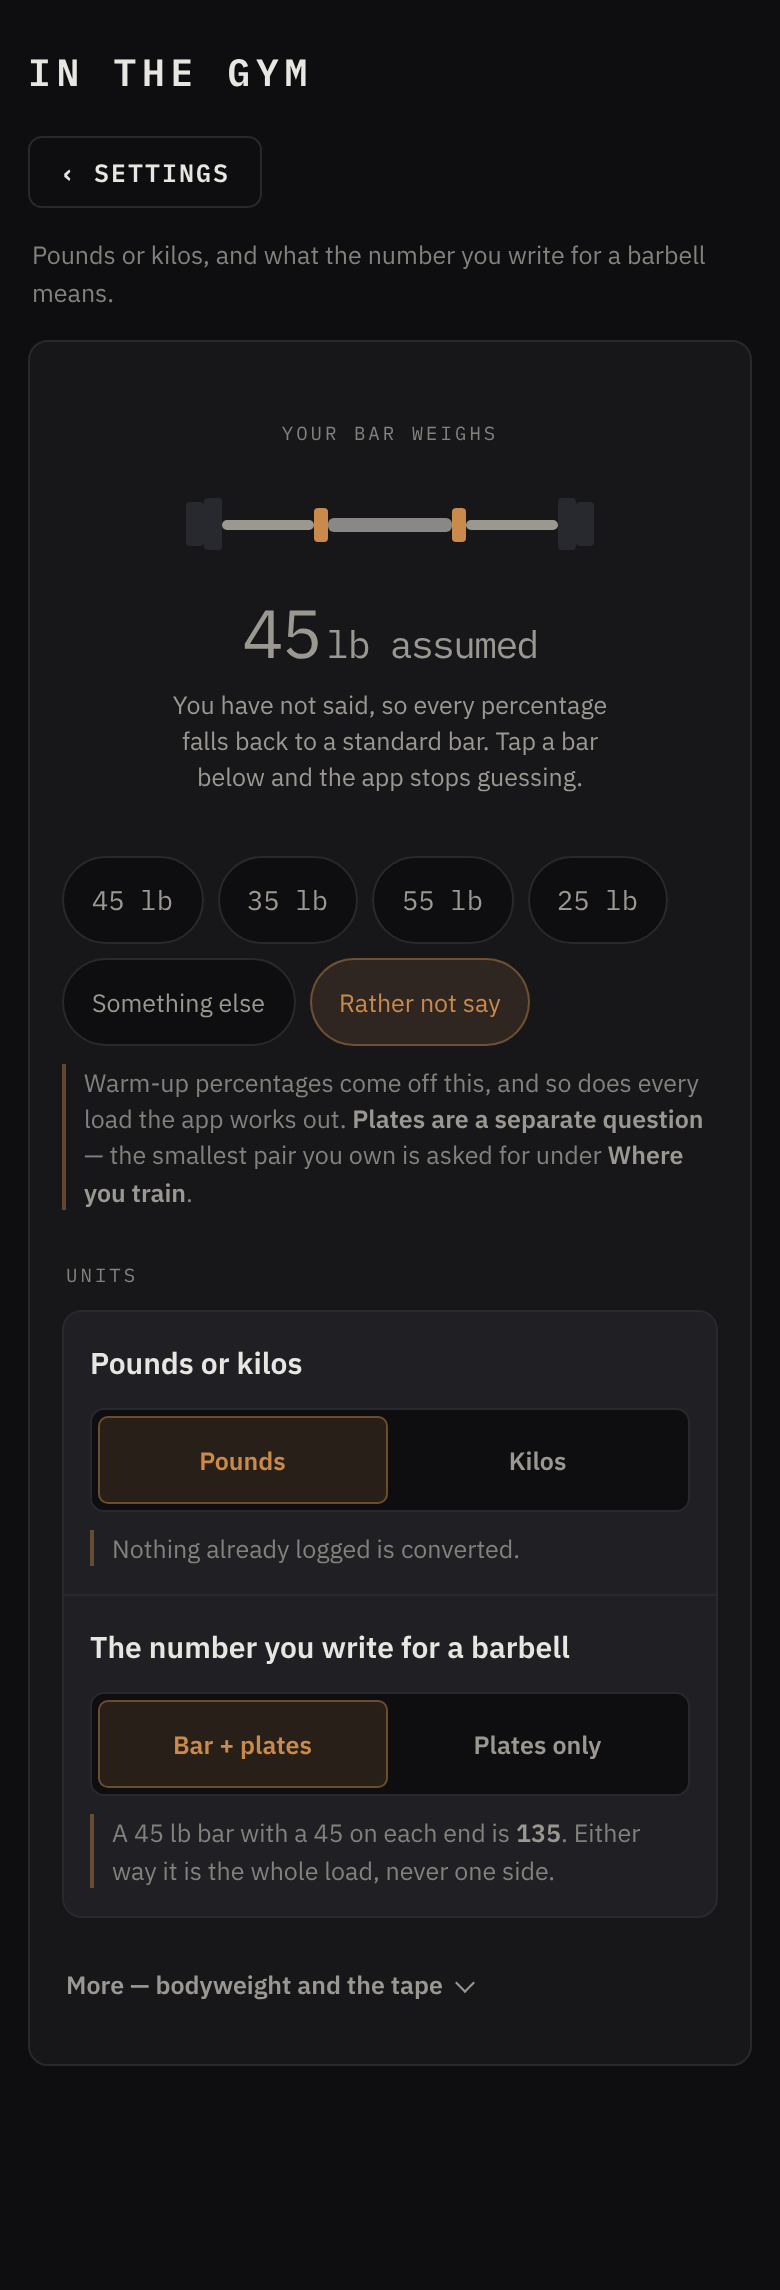 IN THE GYM
‹ SETTINGS
Pounds or kilos, and what the number you write for a barbell
means.
YOUR BAR WEIGHS
45 lb assumed
You have not said, so every percentage
falls back to a standard bar. Tap a bar
below and the app stops guessing.
45 lb 35 lb 55 lb 25 lb
Something else Rather not say
Warm-up percentages come off this, and so does every
load the app works out. Plates are a separate question
— the smallest pair you own is asked for under Where
you train.
UNITS
Pounds or kilos
Pounds Kilos
Nothing already logged is converted.
The number you write for a barbell
Bar + plates Plates only
A 45 lb bar with a 45 on each end is 135. Either
way it is the whole load, never one side.
More — bodyweight and the tape